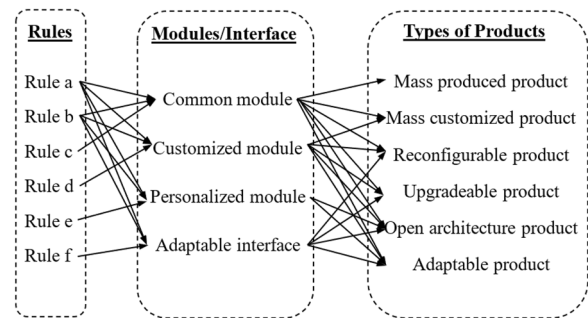 Rules
Rule a
Rule b
Rule c
Rule d
Rule e
Rule f
Modules/Interface
Common module
Customized module
Personalized module
Adaptable interface
Types of Products
Mass produced product
Mass customized product
Reconfigurable product
Upgradeable product
Open architecture product
Adaptable product